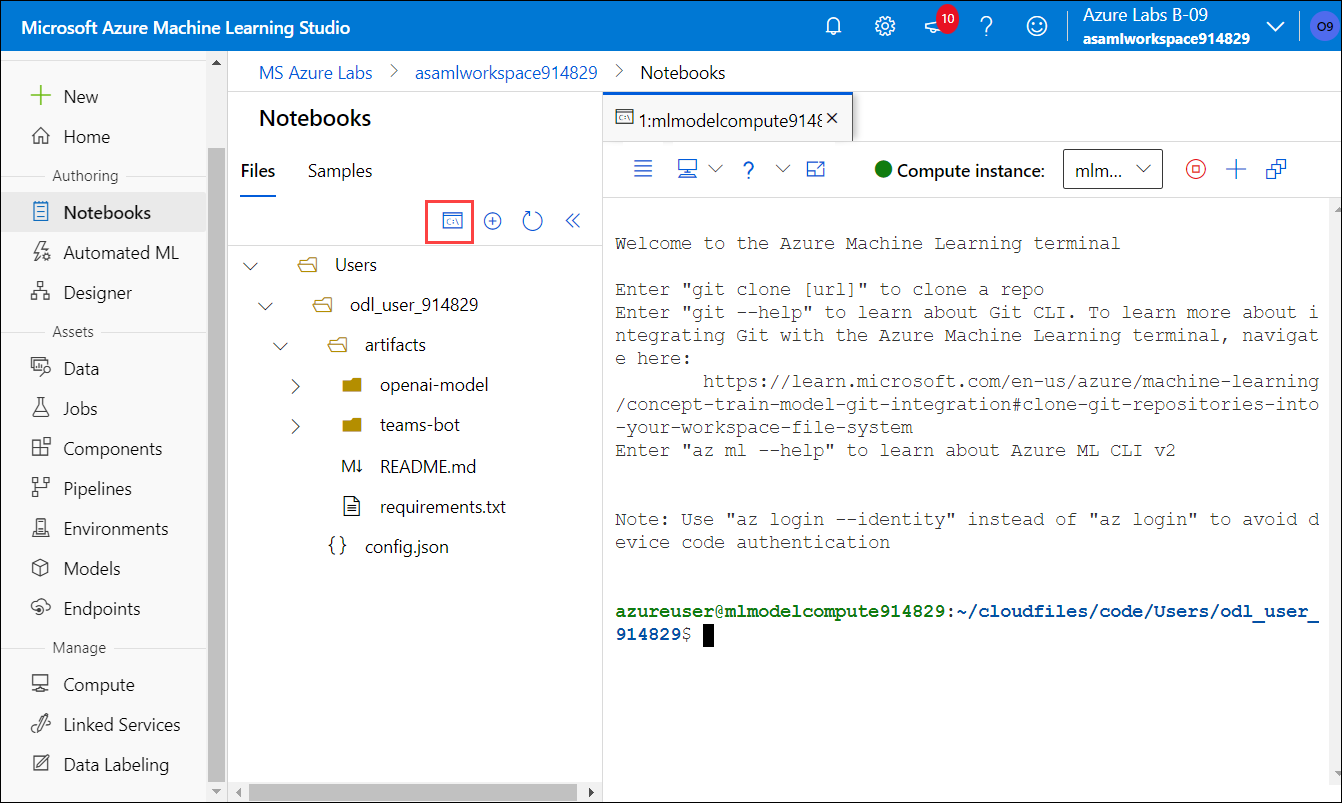 Microsoft Azure Machine Learning Studio
10
Azure Labs B-09
asamlworkspace914829
O9
New
Home
Authoring
Notebooks
Automated ML
Designer
Assets
Data
Jobs
Components
Pipelines
Environments
Models
Endpoints
Manage
Compute
Linked Services
Data Labeling
MS Azure Labs > asamlworkspace914829 > Notebooks
Notebooks
Files
Samples
Users
odl_user_914829
artifacts
openai-model
teams-bot
M↓ README.md
requirements.txt
{} config.json
1:mlmodelcompute9148
Compute instance:
mlm...
Welcome to the Azure Machine Learning terminal
Enter "git clone [url]" to clone a repo
Enter "git --help" to learn about Git CLI. To learn more about i
ntegrating Git with the Azure Machine Learning terminal, navigat
e here:
https://learn.microsoft.com/en-us/azure/machine-learning
/concept-train-model-git-integration#clone-git-repositories-into
-your-workspace-file-system
Enter "az ml --help" to learn about Azure ML CLI v2
Note: Use "az login --identity" instead of "az login" to avoid d
evice code authentication
azureuser@mlmodelcompute914829:~/cloudfiles/code/Users/odl_user_
914829$